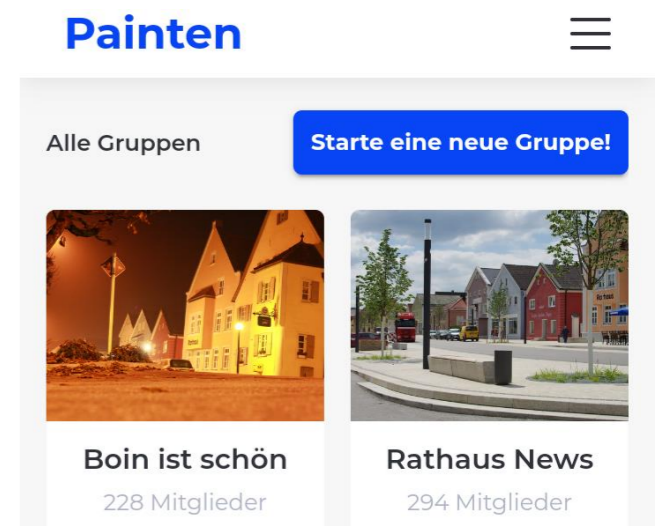 Painten
Alle Gruppen
Starte eine neue Gruppe!
Boin ist schön
Rathaus News
228 Mitglieder
294 Mitglieder